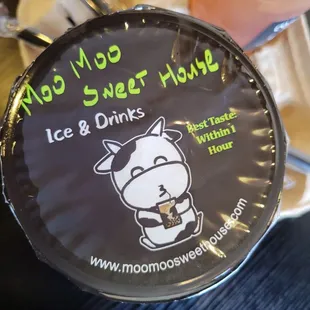 Moo Moo
Sweet House
Ice & Drinks
Best Taste:
Within 1
Hour
www.moomoosweethouse.com